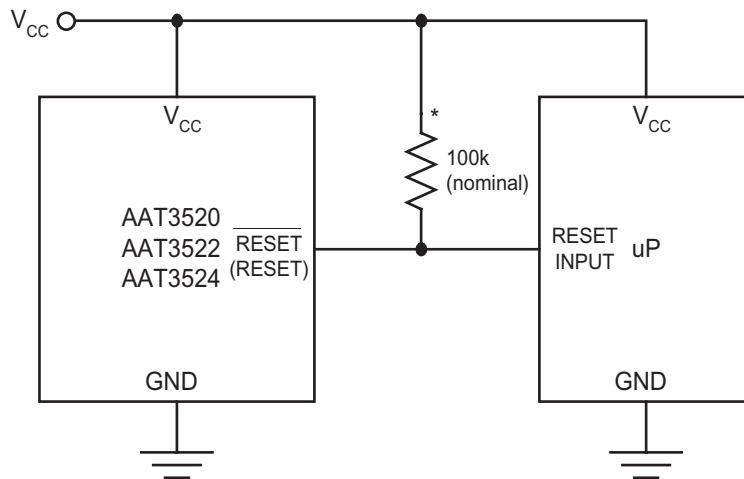 VCC
VCC
*
VCC
100k
(nominal)
AAT3520
AAT3522
AAT3524
RESET
(RESET)
RESET
INPUT
uP
GND
GND